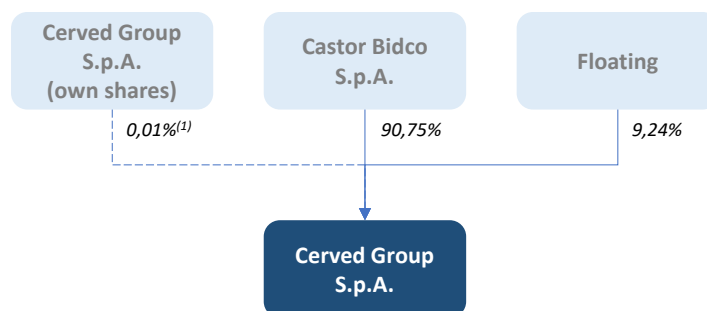 Cerved Group
S.p.A.
(own shares)
Castor Bidco
S.p.A.
Floating
0,01%(1)
90,75%
9,24%
Cerved Group
S.p.A.